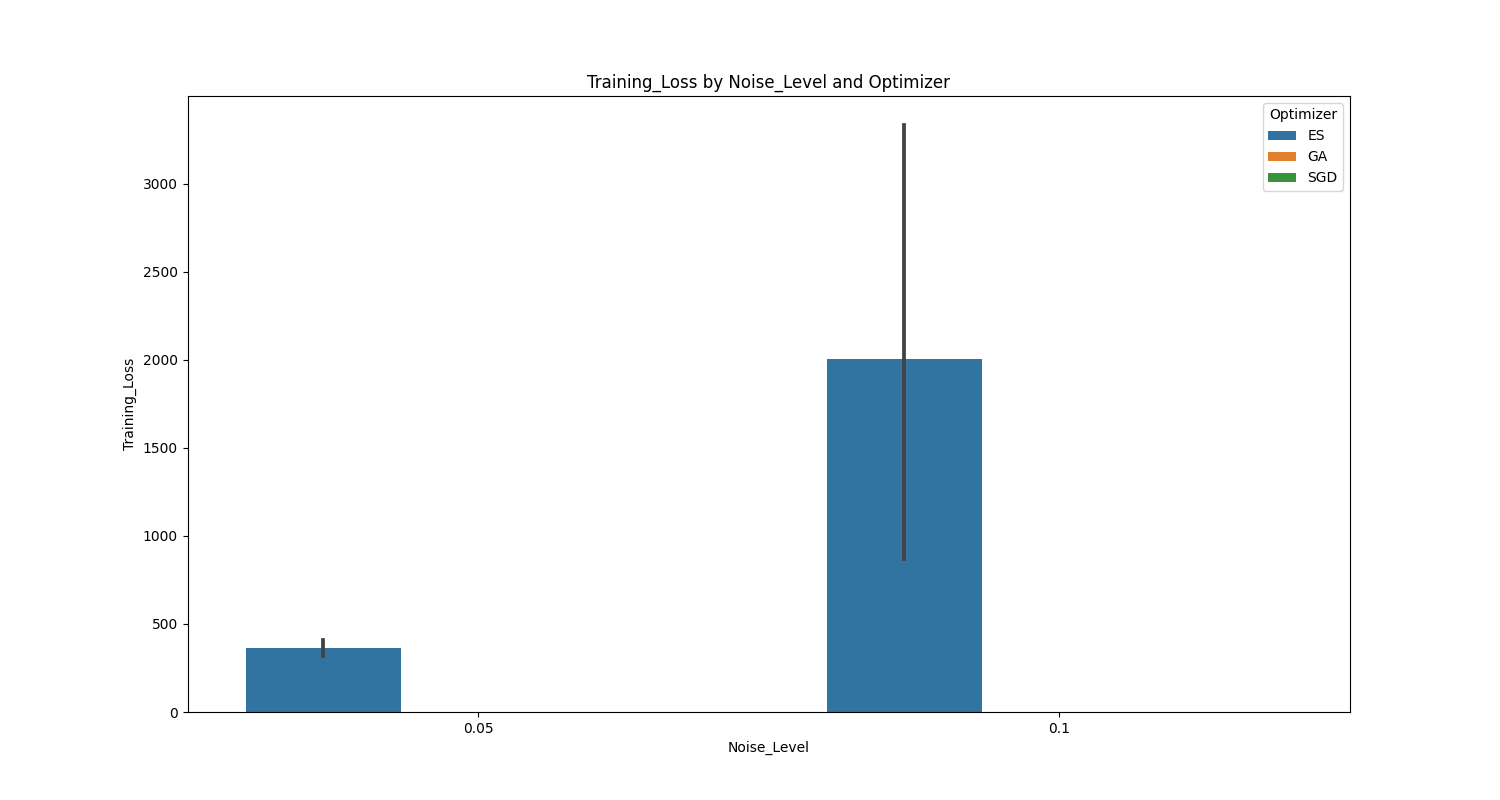 Training_Loss by Noise_Level and Optimizer
Optimizer
ES
GA
SGD
Training_Loss
3000
2500
2000
1500
1000
500
0
0.05
0.1
Noise_Level